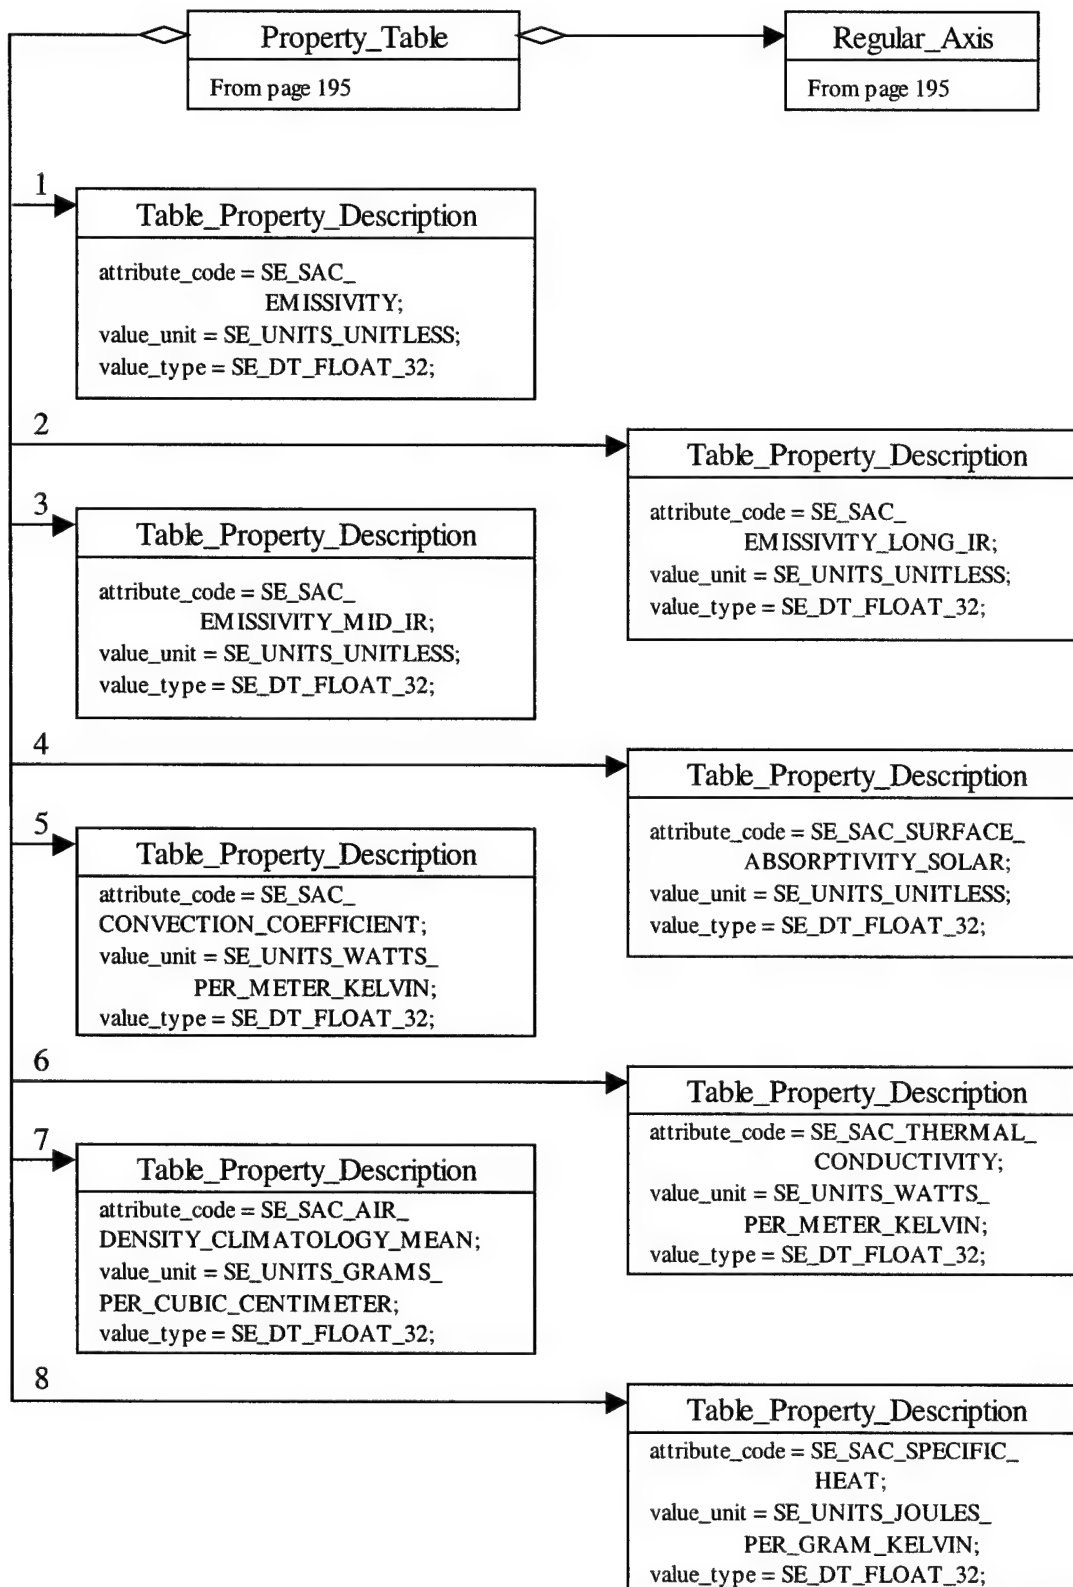 Property_Table
From page 195
Regular_Axis
From page 195
1
Table_Property_Description
attribute_code = SE_SAC_
EMISSIVITY;
value_unit = SE_UNITS_UNITLESS;
value_type = SE_DT_FLOAT_32;
2
Table_Property_Description
attribute_code = SE_SAC_
EMISSIVITY_LONG_IR;
value_unit = SE_UNITS_UNITLESS;
value_type = SE_DT_FLOAT_32;
3
Table_Property_Description
attribute_code = SE_SAC_
EMISSIVITY_MID_IR;
value_unit = SE_UNITS_UNITLESS;
value_type = SE_DT_FLOAT_32;
4
Table_Property_Description
attribute_code = SE_SAC_SURFACE_
ABSORPTIVITY_SOLAR;
value_unit = SE_UNITS_UNITLESS;
value_type = SE_DT_FLOAT_32;
5
Table_Property_Description
attribute_code = SE_SAC_
CONVECTION_COEFFICIENT;
value_unit = SE_UNITS_WATTS_
PER_METER_KELVIN;
value_type = SE_DT_FLOAT_32;
6
Table_Property_Description
attribute_code = SE_SAC_THERMAL_
CONDUCTIVITY;
value_unit = SE_UNITS_WATTS_
PER_METER_KELVIN;
value_type = SE_DT_FLOAT_32;
7
Table_Property_Description
attribute_code = SE_SAC_AIR_
DENSITY_CLIMATOLOGY_MEAN;
value_unit = SE_UNITS_GRAMS_
PER_CUBIC_CENTIMETER;
value_type = SE_DT_FLOAT_32;
8
Table_Property_Description
attribute_code = SE_SAC_SPECIFIC_
HEAT;
value_unit = SE_UNITS_JOULES_
PER_GRAM_KELVIN;
value_type = SE_DT_FLOAT_32;